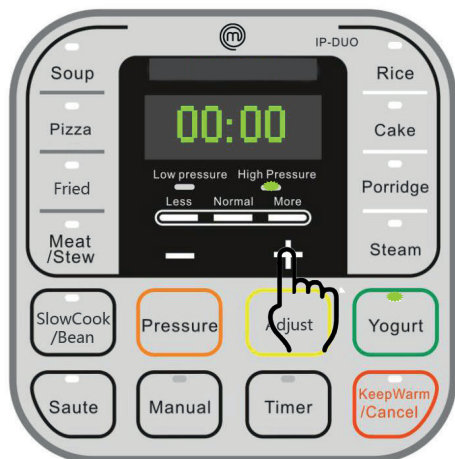 IP-DUO
Soup
Rice
Pizza
00:00
Cake
Low pressure High Pressure
Fried
Less Normal More
Porridge
Meat
/Stew
Steam
SlowCook
/Bean
Pressure
Adjust
Yogurt
Saute
Manual
Timer
KeepWarm
/Cancel